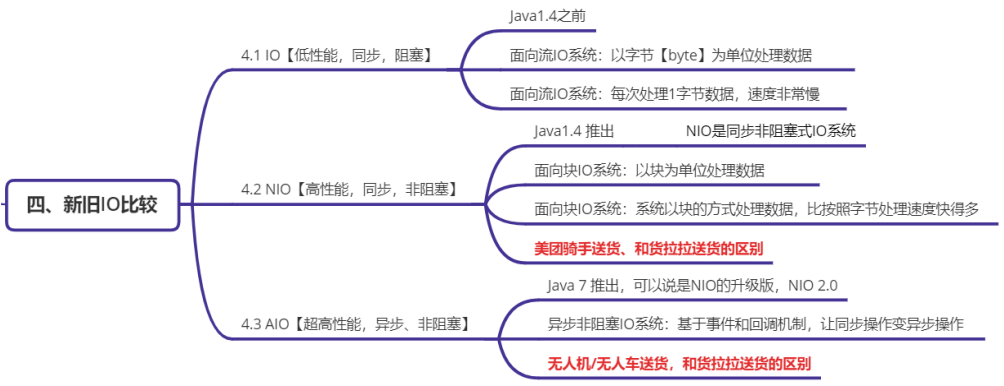 四、新旧IO比较
4.1 IO【低性能，同步，阻塞】
Java1.4之前
面向流IO系统：以字节【byte】为单位处理数据
面向流IO系统：每次处理1字节数据，速度非常慢
4.2 NIO【高性能，同步，非阻塞】
Java1.4 推出 NIO是同步非阻塞式IO系统
面向块IO系统：以块为单位处理数据
面向块IO系统：系统以块的方式处理数据，比按照字节处理速度快得多
美团骑手送货、和货拉拉送货的区别
4.3 AIO【超高性能，异步、非阻塞】
Java 7 推出，可以说是NIO的升级版，NIO 2.0
异步非阻塞IO系统：基于事件和回调机制，让同步操作变异步操作
无人机/无人车送货，和货拉拉送货的区别